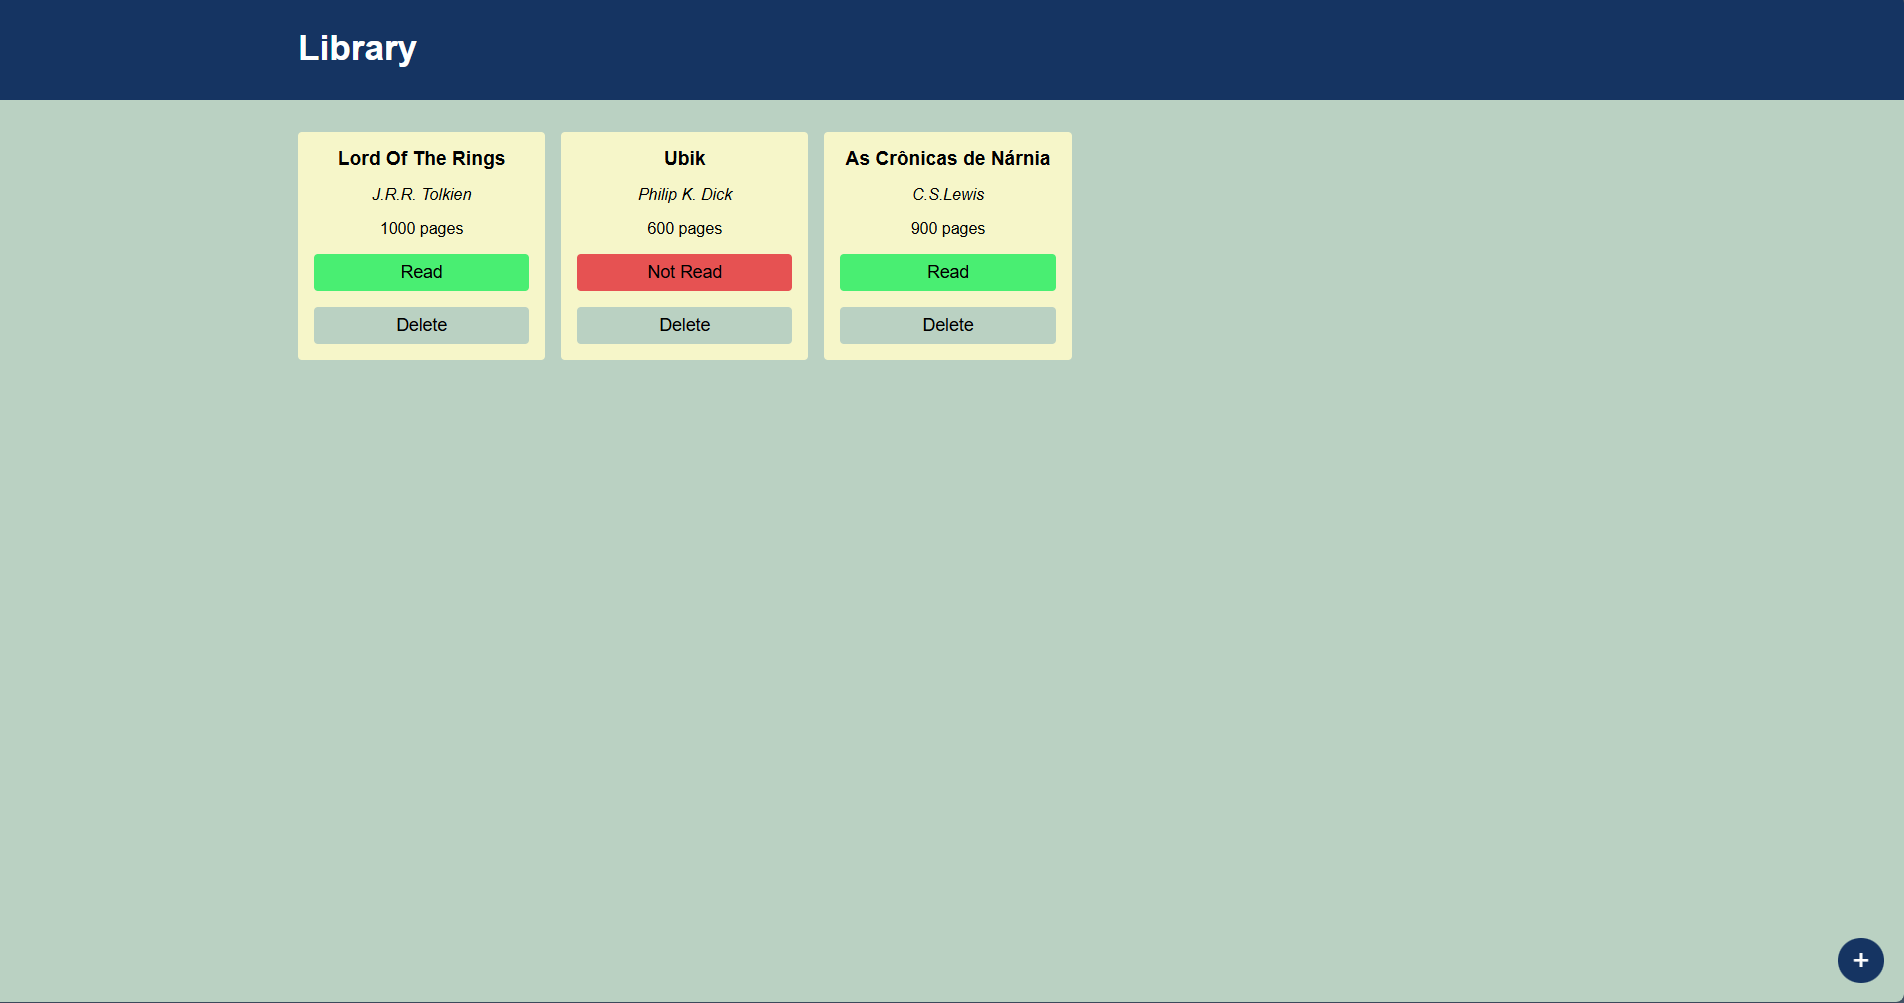 Library
Lord Of The Rings
J.R.R. Tolkien
1000 pages
Read
Delete
Ubik
Philip K. Dick
600 pages
Not Read
Delete
As Crônicas de Nárnia
C.S.Lewis
900 pages
Read
Delete
+